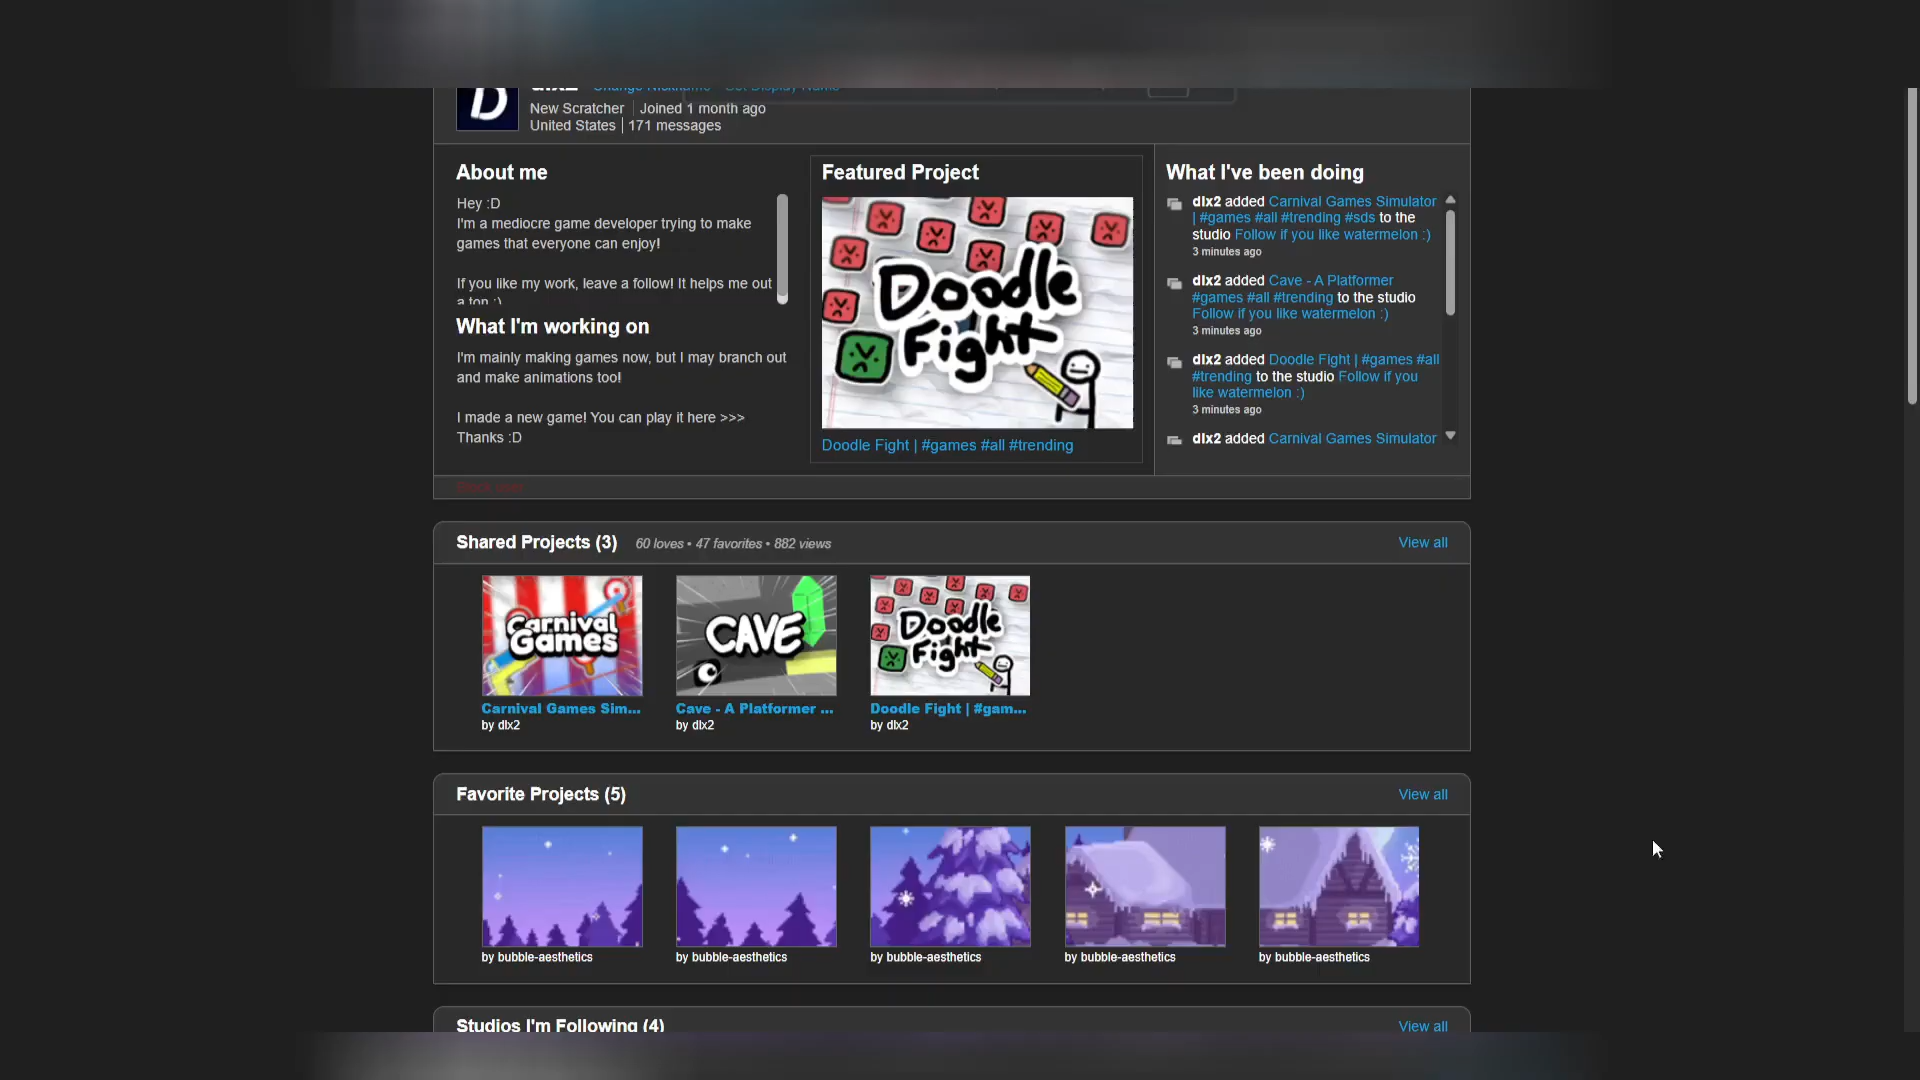 D
dlx2 Change Nickname Set Display Name
New Scratcher Joined 1 month ago
United States 171 messages
About me
Hey :D
I'm a mediocre game developer trying to make
games that everyone can enjoy!
If you like my work, leave a follow! It helps me out
a ton :)
What I'm working on
I'm mainly making games now, but I may branch out
and make animations too!
I made a new game! You can play it here >>>
Thanks :D
Featured Project
Doodle
Fight
Doodle Fight | #games #all #trending
What I've been doing
dlx2 added Carnival Games Simulator
| #games #all #trending #sds to the
studio Follow if you like watermelon :)
3 minutes ago
dlx2 added Cave - A Platformer
#games #all #trending to the studio
Follow if you like watermelon :)
3 minutes ago
dlx2 added Doodle Fight | #games #all
#trending to the studio Follow if you
like watermelon :)
3 minutes ago
dlx2 added Carnival Games Simulator
Shared Projects (3) 60 loves • 47 favorites • 882 views
View all
Carnival
Games
CAVE
Doodle
Fight
Carnival Games Sim...
by dlx2
Cave - A Platformer ...
by dlx2
Doodle Fight | #gam...
by dlx2
Favorite Projects (5)
View all
by bubble-aesthetics
by bubble-aesthetics
by bubble-aesthetics
by bubble-aesthetics
by bubble-aesthetics
Studios I'm Following (4)
View all